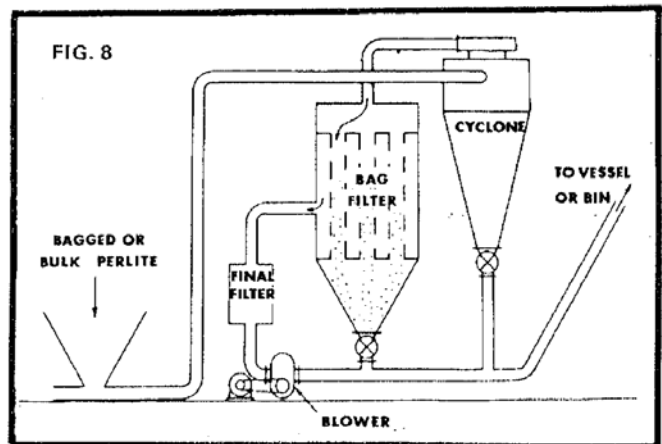 FIG. 8
CYCLONE
BAG
FILTER
TO VESSEL
OR BIN
BAGGED OR
BULK PERLITE
FINAL
FILTER
BLOWER